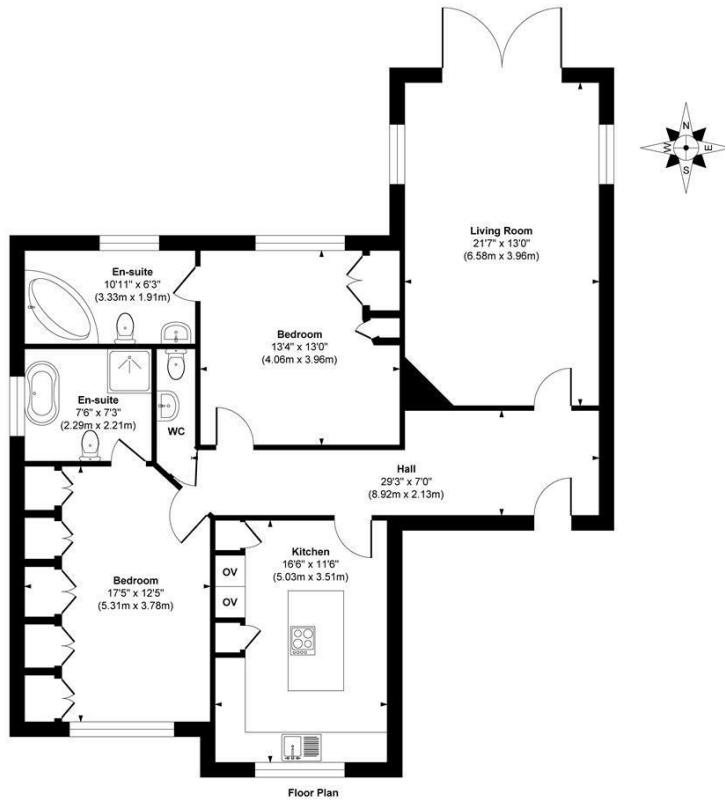 N
W
E
S
Living Room
21'7" x 13'0"
(6.58m x 3.96m)
En-suite
10'11" x 6'3"
(3.33m x 1.91m)
Bedroom
13'4" x 13'0"
(4.06m x 3.96m)
En-suite
7'6" x 7'3"
(2.29m x 2.21m)
WC
Hall
29'3" x 7'0"
(8.92m x 2.13m)
Kitchen
16'6" x 11'6"
(5.03m x 3.51m)
OV
OV
Bedroom
17'5" x 12'5"
(5.31m x 3.78m)
Floor Plan